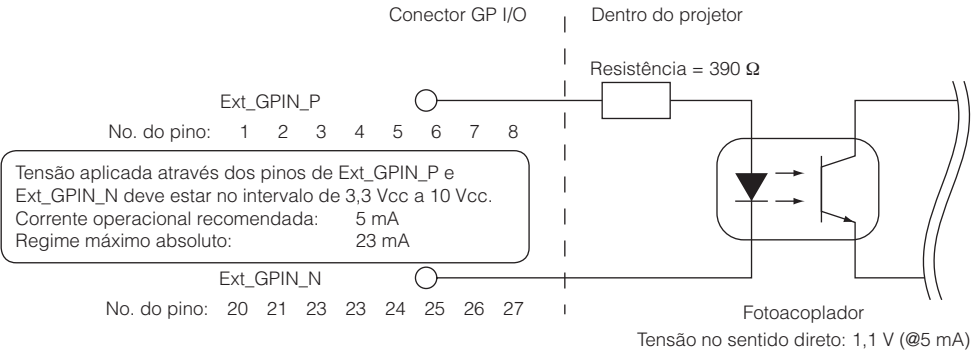 Conector GP I/O
Dentro do projetor
Resistência = 390 Ω
Ext_GPIN_P
No. do pino: 1 2 3 4 5 6 7 8
Tensão aplicada através dos pinos de Ext_GPIN_P e
Ext_GPIN_N deve estar no intervalo de 3,3 Vcc a 10 Vcc.
Corrente operacional recomendada: 5 mA
Regime máximo absoluto: 23 mA
Ext_GPIN_N
No. do pino: 20 21 23 23 24 25 26 27
Fotoacoplador
Tensão no sentido direto: 1,1 V (@5 mA)